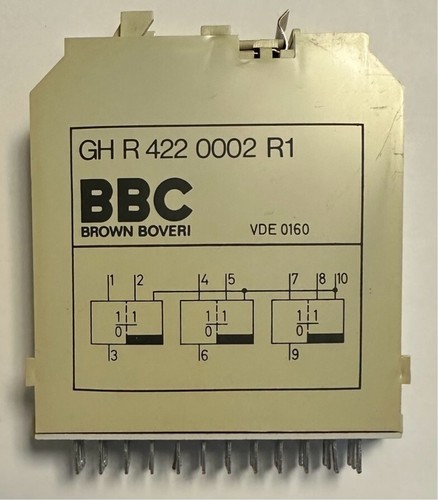 GH R 422 0002 R1
BBC
BROWN BOVERI
VDE 0160
1 2 4 5 7 8 10
1 1 1 1 1 1
0 0 0
3 6 9